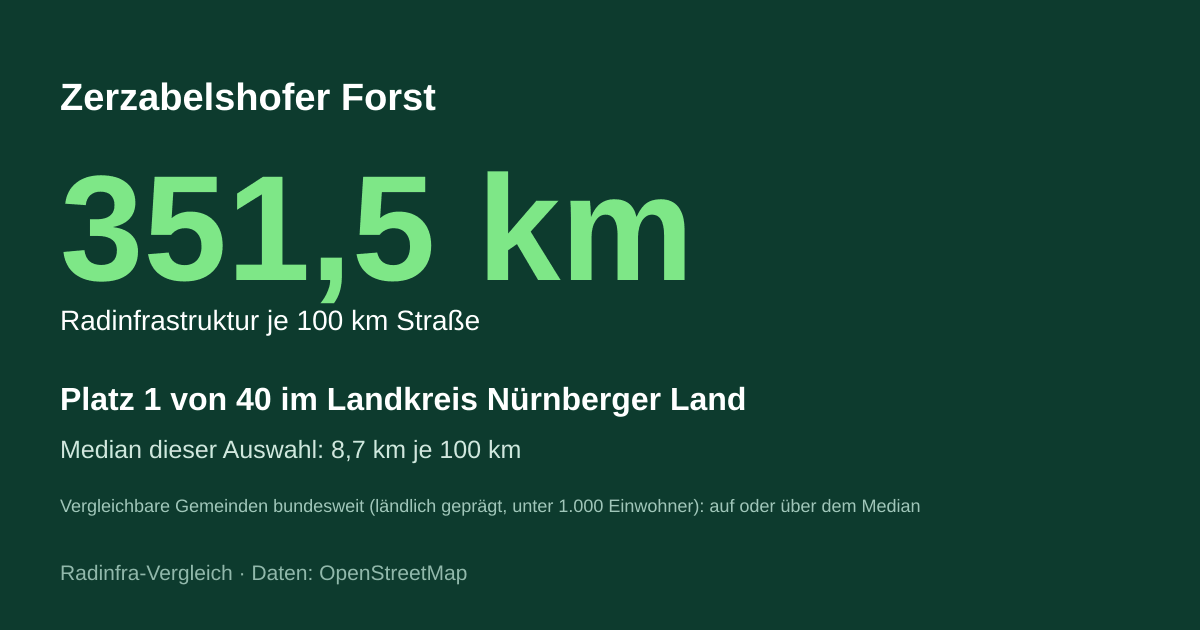 Zerzabelshofer Forst
351,5 km
Radinfrastruktur je 100 km Straße
Platz 1 von 40 im Landkreis Nürnberger Land
Median dieser Auswahl: 8,7 km je 100 km
Vergleichbare Gemeinden bundesweit (ländlich geprägt, unter 1.000 Einwohner): auf oder über dem Median
Radinfra-Vergleich · Daten: OpenStreetMap